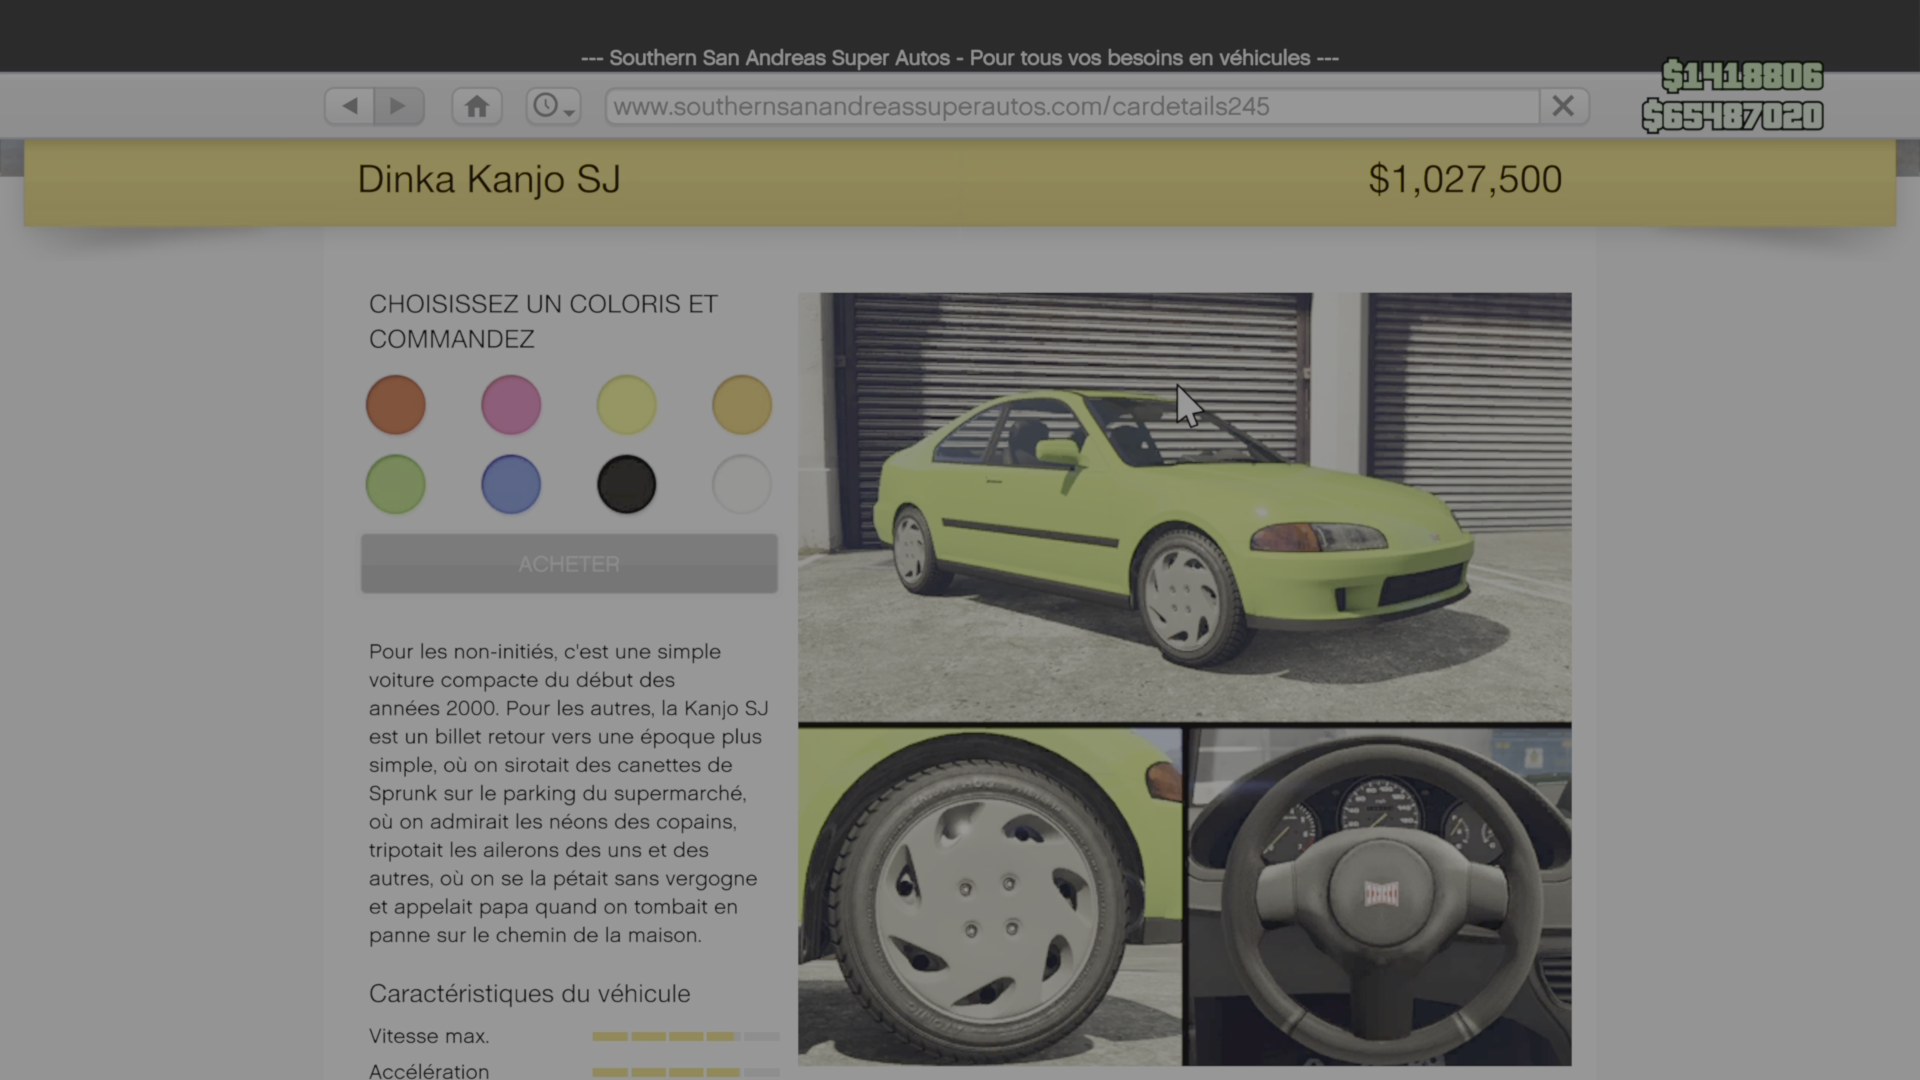 --- Southern San Andreas Super Autos - Pour tous vos besoins en véhicules ---
www.southernsanandreassuperautos.com/cardetails245
$1418806
$65487020
Dinka Kanjo SJ
$1,027,500
CHOISISSEZ UN COLORIS ET
COMMANDEZ
ACHETER
Pour les non-initiés, c'est une simple
voiture compacte du début des
années 2000. Pour les autres, la Kanjo SJ
est un billet retour vers une époque plus
simple, où on sirotait des canettes de
Sprunk sur le parking du supermarché,
où on admirait les néons des copains,
tripotait les ailerons des uns et des
autres, où on se la pétait sans vergogne
et appelait papa quand on tombait en
panne sur le chemin de la maison.
Caractéristiques du véhicule
Vitesse max.
Accélération